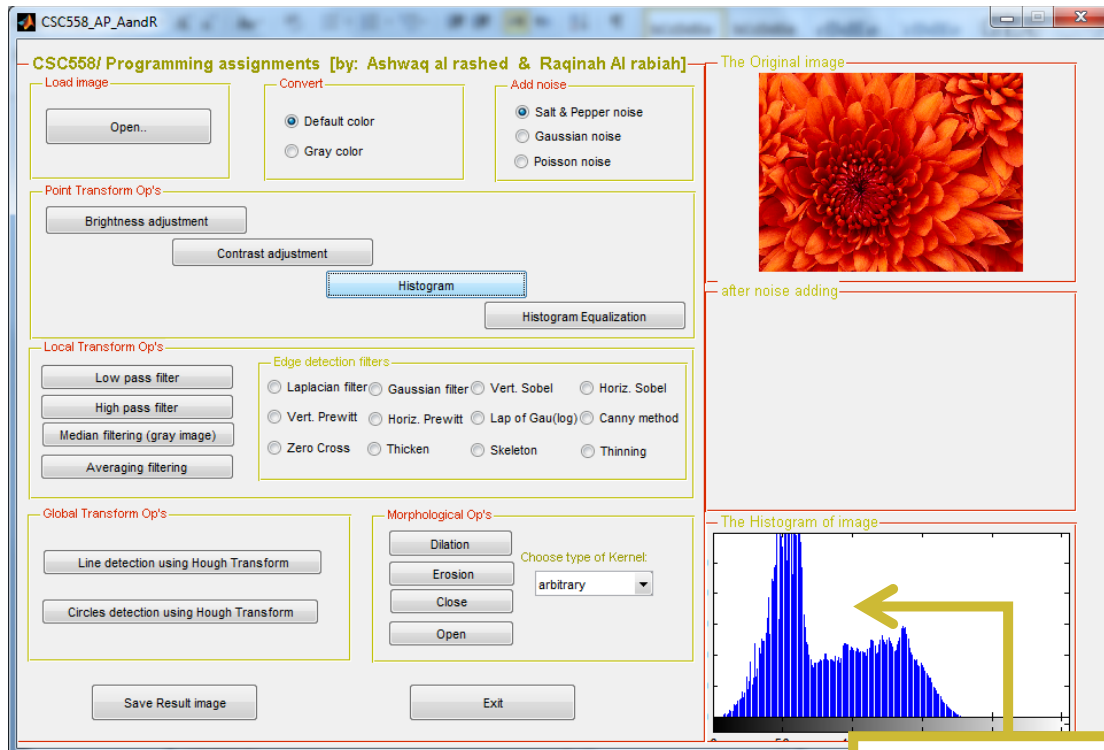 CSC558_AP_AandR
CSC558/ Programming assignments [by: Ashwaq al rashed & Raqinah Al rabiah]
Load image
Open..
Convert
Default color
Gray color
Add noise
Salt & Pepper noise
Gaussian noise
Poisson noise
Point Transform Op's
Brightness adjustment
Contrast adjustment
Histogram
Histogram Equalization
Local Transform Op's
Low pass filter
High pass filter
Median filtering (gray image)
Averaging filtering
Edge detection filters
Laplacian filter Gaussian filter Vert. Sobel Horiz. Sobel
Vert. Prewitt Horiz. Prewitt Lap of Gau(log) Canny method
Zero Cross Thicken Skeleton Thinning
Global Transform Op's
Line detection using Hough Transform
Circles detection using Hough Transform
Morphological Op's
Dilation
Erosion
Close
Open
Choose type of Kernel:
arbitrary
Save Result image
Exit
The Original image
after noise adding
The Histogram of image